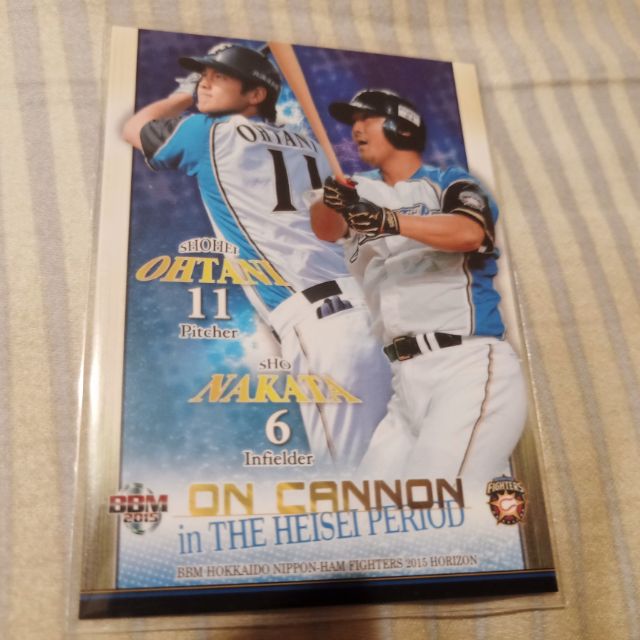 OHTANI
11
SHOHEI
OHTANI
11
Pitcher
SHO
NAKATA
6
Infielder
BBM
2015
ON CANNON
in THE HEISEI PERIOD
FIGHTERS
BBM HOKKAIDO NIPPON-HAM FIGHTERS 2015 HORIZON